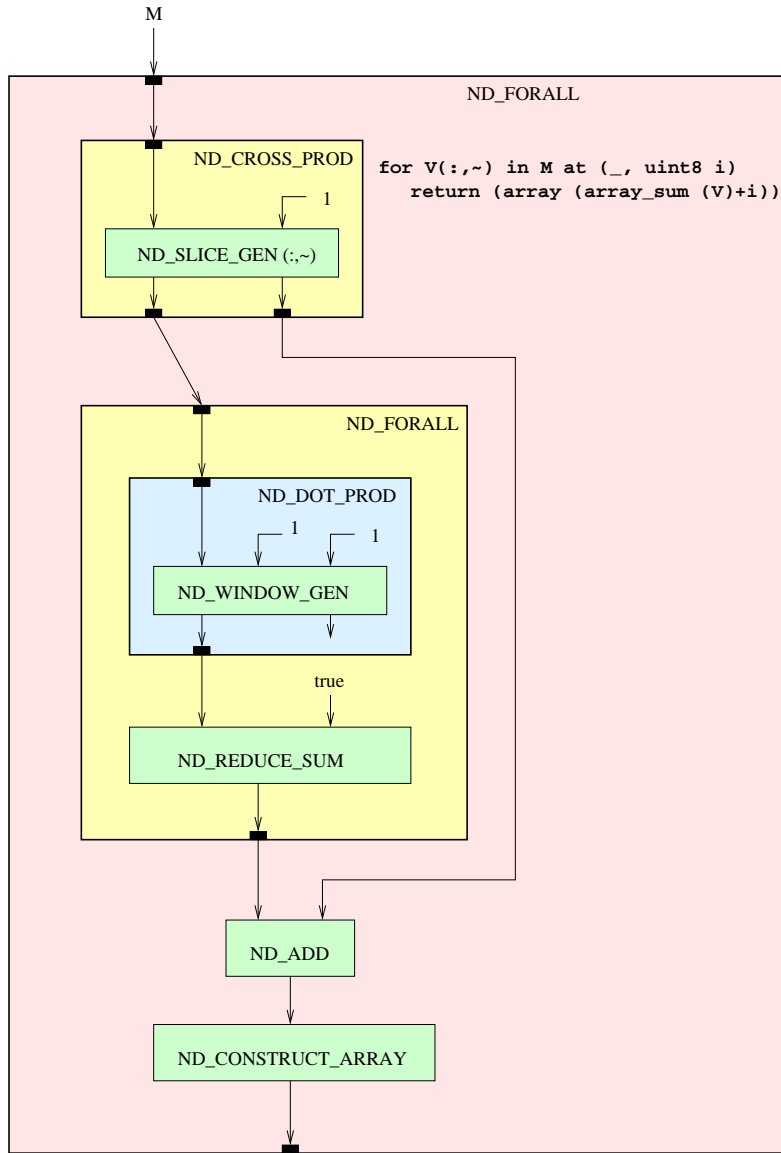 M
ND_FORALL
ND_CROSS_PROD
for V(:,~) in M at (_, uint8 i)
return (array (array_sum (V)+i))
1
ND_SLICE_GEN (:,~)
ND_FORALL
ND_DOT_PROD
1
1
ND_WINDOW_GEN
true
ND_REDUCE_SUM
ND_ADD
ND_CONSTRUCT_ARRAY